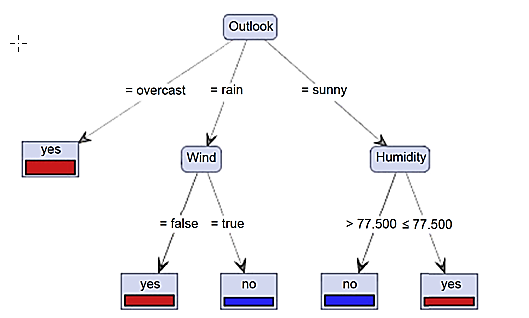 Outlook
= overcast
= rain
= sunny
yes
Wind
Humidity
= false
= true
> 77.500
≤ 77.500
yes
no
no
yes